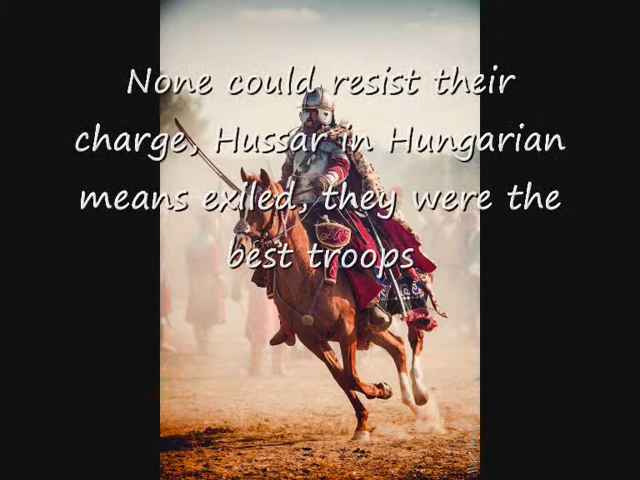 None could resist their
charge, Hussar in Hungarian
means exiled, they were the
best troops